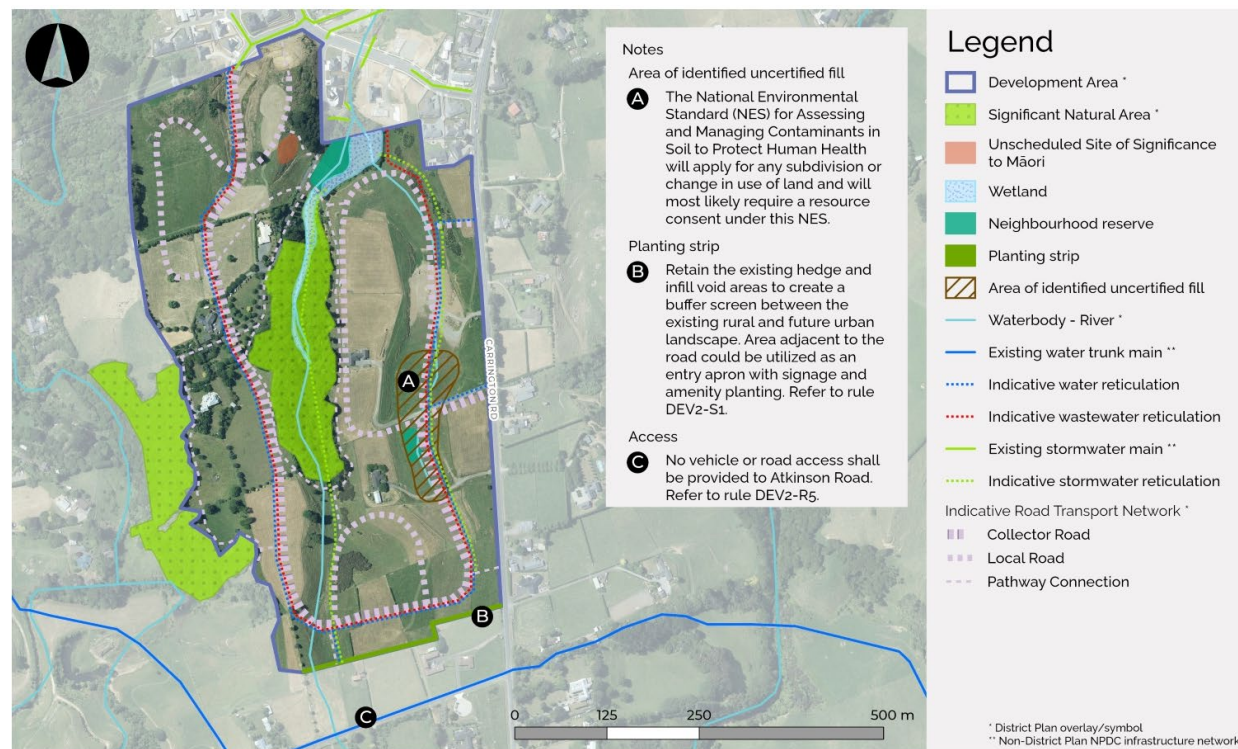 Notes
Area of identified uncertified fill
A
The National Environmental
Standard (NES) for Assessing
and Managing Contaminants in
Soil to Protect Human Health
will apply for any subdivision or
change in use of land and will
most likely require a resource
consent under this NES.
Planting strip
B
Retain the existing hedge and
infill void areas to create a
buffer screen between the
existing rural and future urban
landscape. Area adjacent to the
road could be utilized as an
entry apron with signage and
amenity planting. Refer to rule
DEV2-S1.
Access
C
No vehicle or road access shall
be provided to Atkinson Road.
Refer to rule DEV2-R5.
A
CARRINGTON RD
B
C
0 125 250 500 m
Legend
Development Area *
Significant Natural Area *
Unscheduled Site of Significance
to Māori
Wetland
Neighbourhood reserve
Planting strip
Area of identified uncertified fill
Waterbody - River *
Existing water trunk main **
Indicative water reticulation
Indicative wastewater reticulation
Existing stormwater main **
Indicative stormwater reticulation
Indicative Road Transport Network *
Collector Road
Local Road
Pathway Connection
* District Plan overlay/symbol
** Non-District Plan NPDC infrastructure network